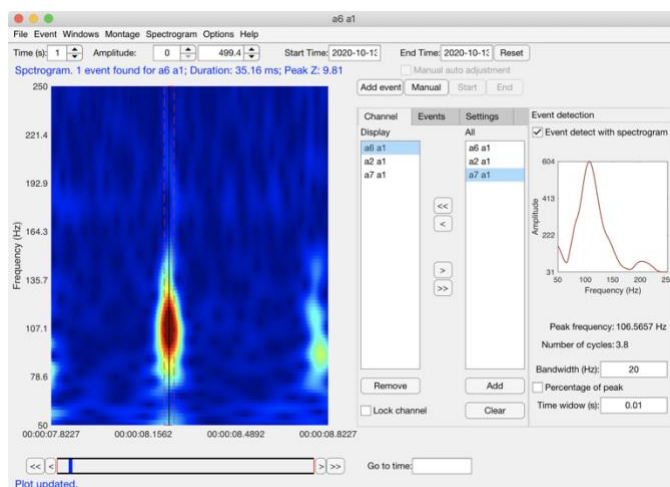 a6 a1
File Event Windows Montage Spectrogram Options Help
Time (s): 1 Amplitude: 0 499.4 Start Time: 2020-10-1 End Time: 2020-10-1 Reset
Spctrogram. 1 event found for a6 a1; Duration: 35.16 ms; Peak Z: 9.81
Manual auto adjustment
Add event Manual Start End
Channel Events Settings
Event detection
Display All
Event detect with spectrogram
a6 a1 a6 a1
a2 a1 a2 a1
a7 a1 a7 a1
<<
<
>
>>
Remove Add
Lock channel Clear
250
221.4
192.9
164.3
135.7
107.1
78.6
50
Frequency (Hz)
00:00:07.8227 00:00:08.1562 00:00:08.4892 00:00:08.8227
604
413
222
31
Amplitude
50 100 150 200 25
Frequency (Hz)
Peak frequency: 106.5657 Hz
Number of cycles: 3.8
Bandwidth (Hz): 20
Percentage of peak
Time widow (s): 0.01
<< < > >> Go to time:
Plot updated.